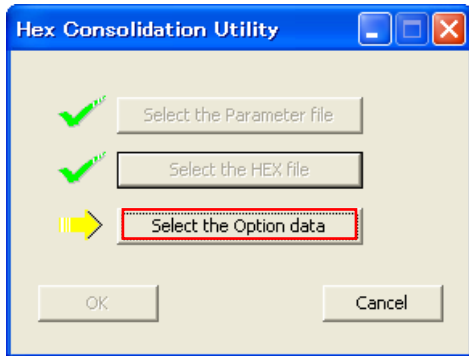 Hex Consolidation Utility
Select the Parameter file
Select the HEX file
Select the Option data
OK
Cancel